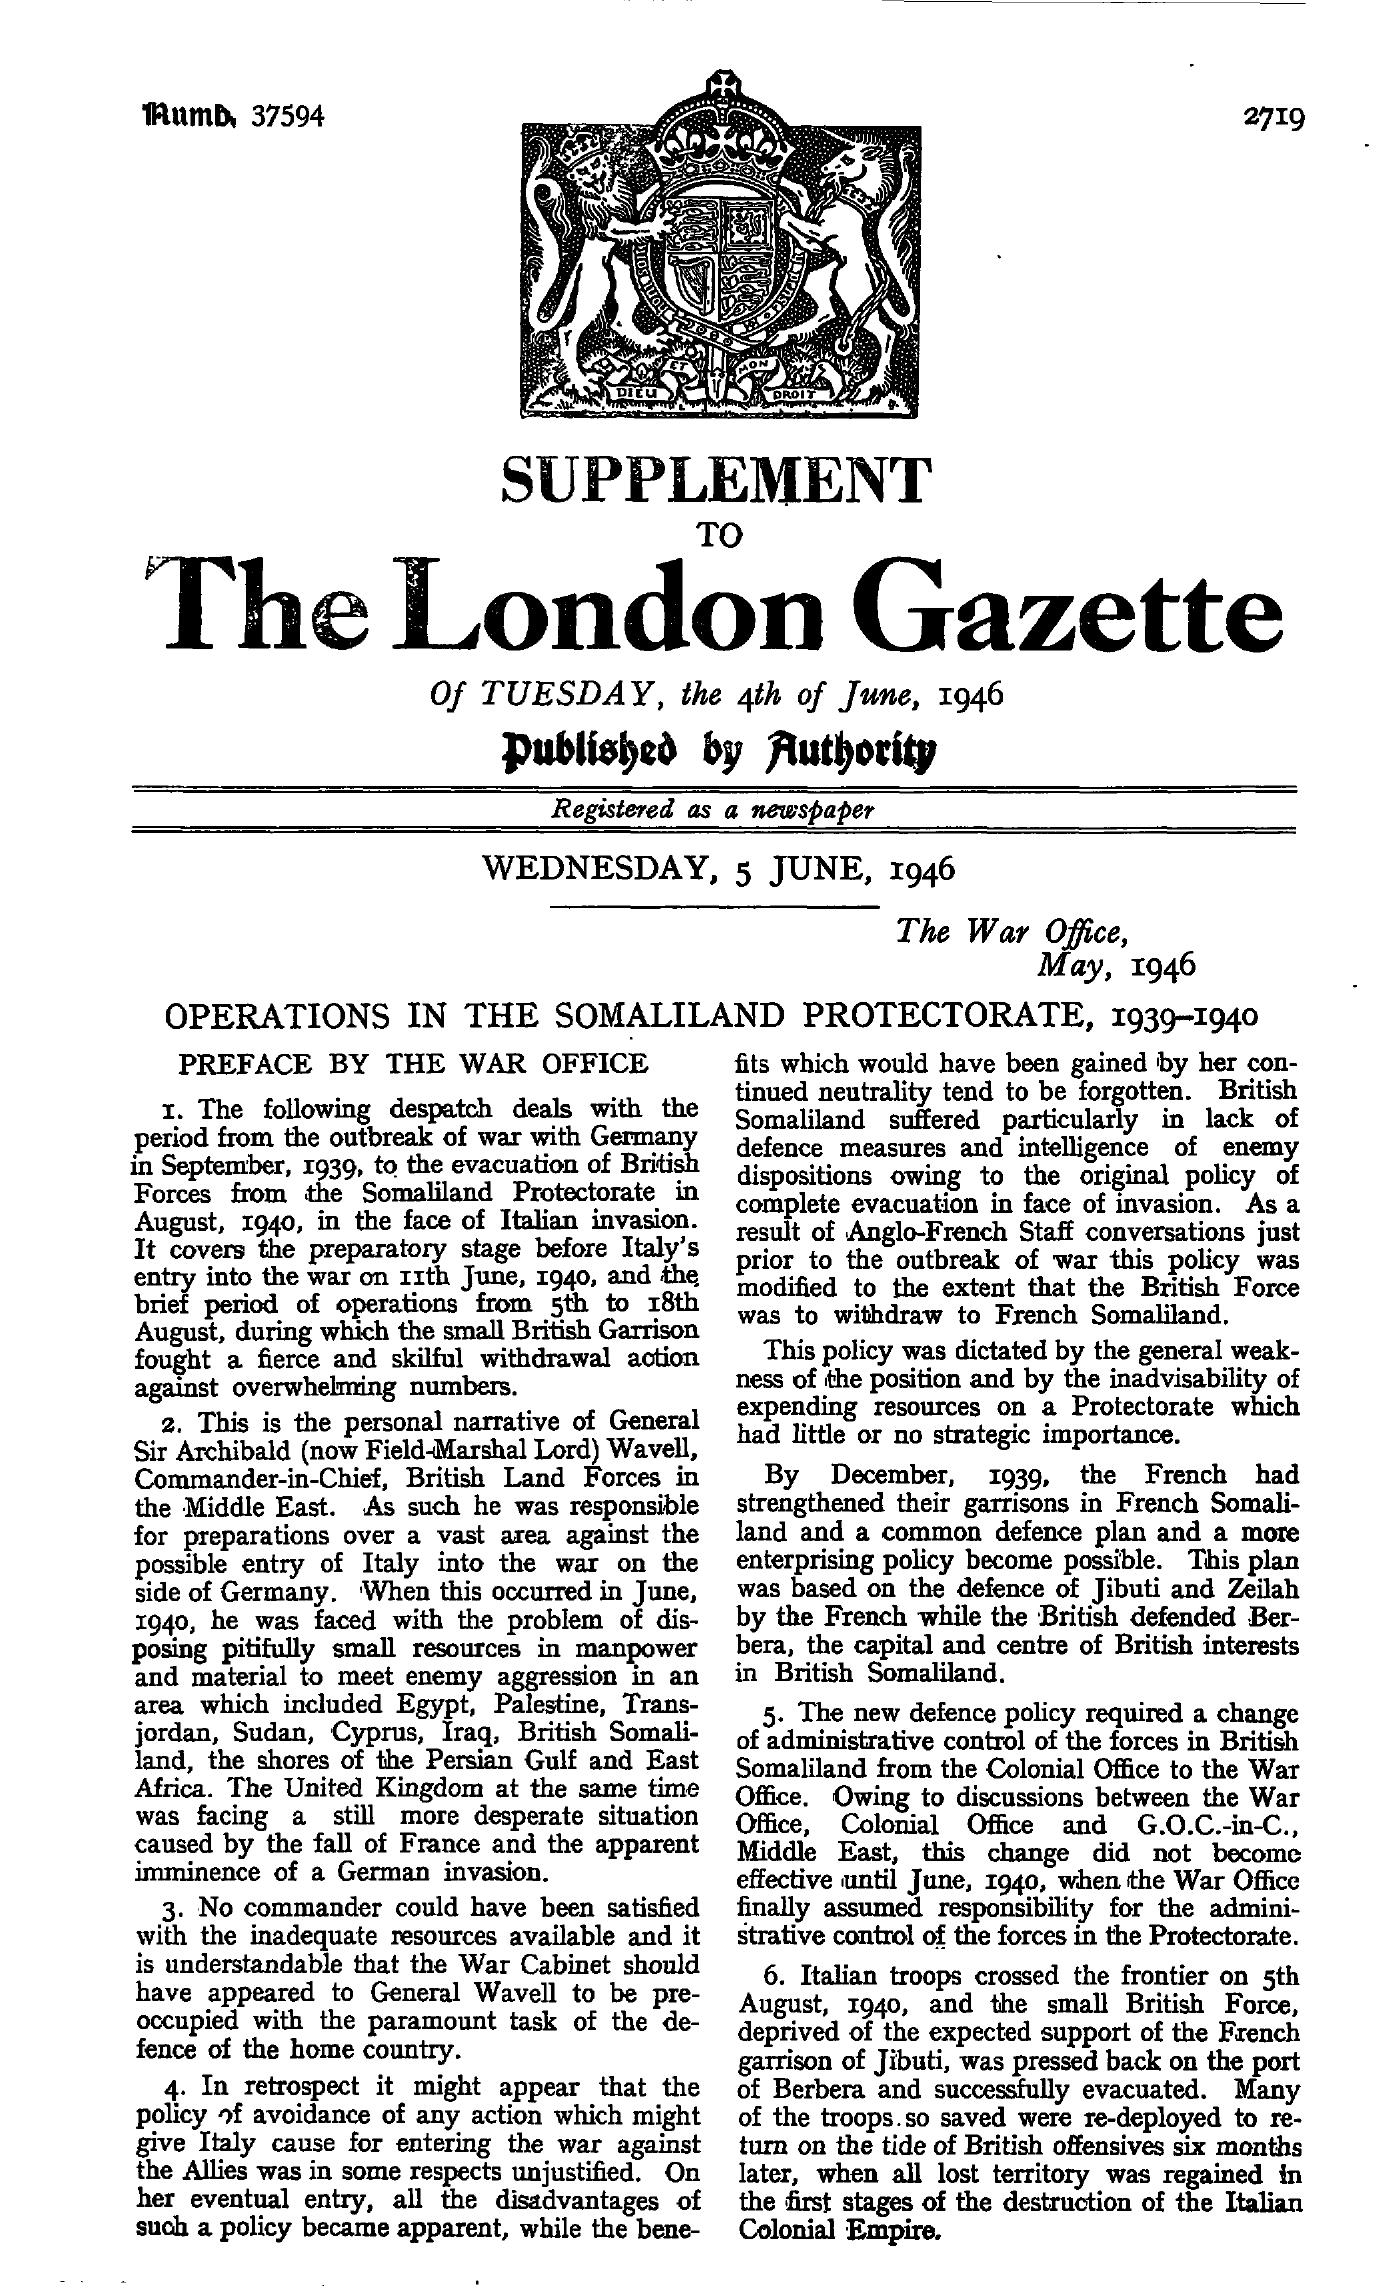 Numb. 37594
2719
DIEU ET MON DROIT
SUPPLEMENT
TO
The London Gazette
Of TUESDAY, the 4th of June, 1946
Published by Authority
Registered as a newspaper
WEDNESDAY, 5 JUNE, 1946
The War Office,
May, 1946
OPERATIONS IN THE SOMALILAND PROTECTORATE, 1939–1940
PREFACE BY THE WAR OFFICE
1. The following despatch deals with the
period from the outbreak of war with Germany
in September, 1939, to the evacuation of British
Forces from the Somaliland Protectorate in
August, 1940, in the face of Italian invasion.
It covers the preparatory stage before Italy's
entry into the war on 11th June, 1940, and the
brief period of operations from 5th to 18th
August, during which the small British Garrison
fought a fierce and skilful withdrawal action
against overwhelming numbers.
2. This is the personal narrative of General
Sir Archibald (now Field-Marshal Lord) Wavell,
Commander-in-Chief, British Land Forces in
the Middle East. As such he was responsible
for preparations over a vast area against the
possible entry of Italy into the war on the
side of Germany. When this occurred in June,
1940, he was faced with the problem of dis-
posing pitifully small resources in manpower
and material to meet enemy aggression in an
area which included Egypt, Palestine, Trans-
jordan, Sudan, Cyprus, Iraq, British Somali-
land, the shores of the Persian Gulf and East
Africa. The United Kingdom at the same time
was facing a still more desperate situation
caused by the fall of France and the apparent
imminence of a German invasion.
3. No commander could have been satisfied
with the inadequate resources available and it
is understandable that the War Cabinet should
have appeared to General Wavell to be pre-
occupied with the paramount task of the de-
fence of the home country.
4. In retrospect it might appear that the
policy of avoidance of any action which might
give Italy cause for entering the war against
the Allies was in some respects unjustified. On
her eventual entry, all the disadvantages of
such a policy became apparent, while the bene-
fits which would have been gained by her con-
tinued neutrality tend to be forgotten. British
Somaliland suffered particularly in lack of
defence measures and intelligence of enemy
dispositions owing to the original policy of
complete evacuation in face of invasion. As a
result of Anglo-French Staff conversations just
prior to the outbreak of war this policy was
modified to the extent that the British Force
was to withdraw to French Somaliland.
This policy was dictated by the general weak-
ness of the position and by the inadvisability of
expending resources on a Protectorate which
had little or no strategic importance.
By December, 1939, the French had
strengthened their garrisons in French Somali-
land and a common defence plan and a more
enterprising policy become possible. This plan
was based on the defence of Jibuti and Zeilah
by the French while the British defended Ber-
bera, the capital and centre of British interests
in British Somaliland.
5. The new defence policy required a change
of administrative control of the forces in British
Somaliland from the Colonial Office to the War
Office. Owing to discussions between the War
Office, Colonial Office and G.O.C.-in-C.,
Middle East, this change did not become
effective until June, 1940, when the War Office
finally assumed responsibility for the admini-
strative control of the forces in the Protectorate.
6. Italian troops crossed the frontier on 5th
August, 1940, and the small British Force,
deprived of the expected support of the French
garrison of Jibuti, was pressed back on the port
of Berbera and successfully evacuated. Many
of the troops so saved were re-deployed to re-
turn on the tide of British offensives six months
later, when all lost territory was regained in
the first stages of the destruction of the Italian
Colonial Empire.